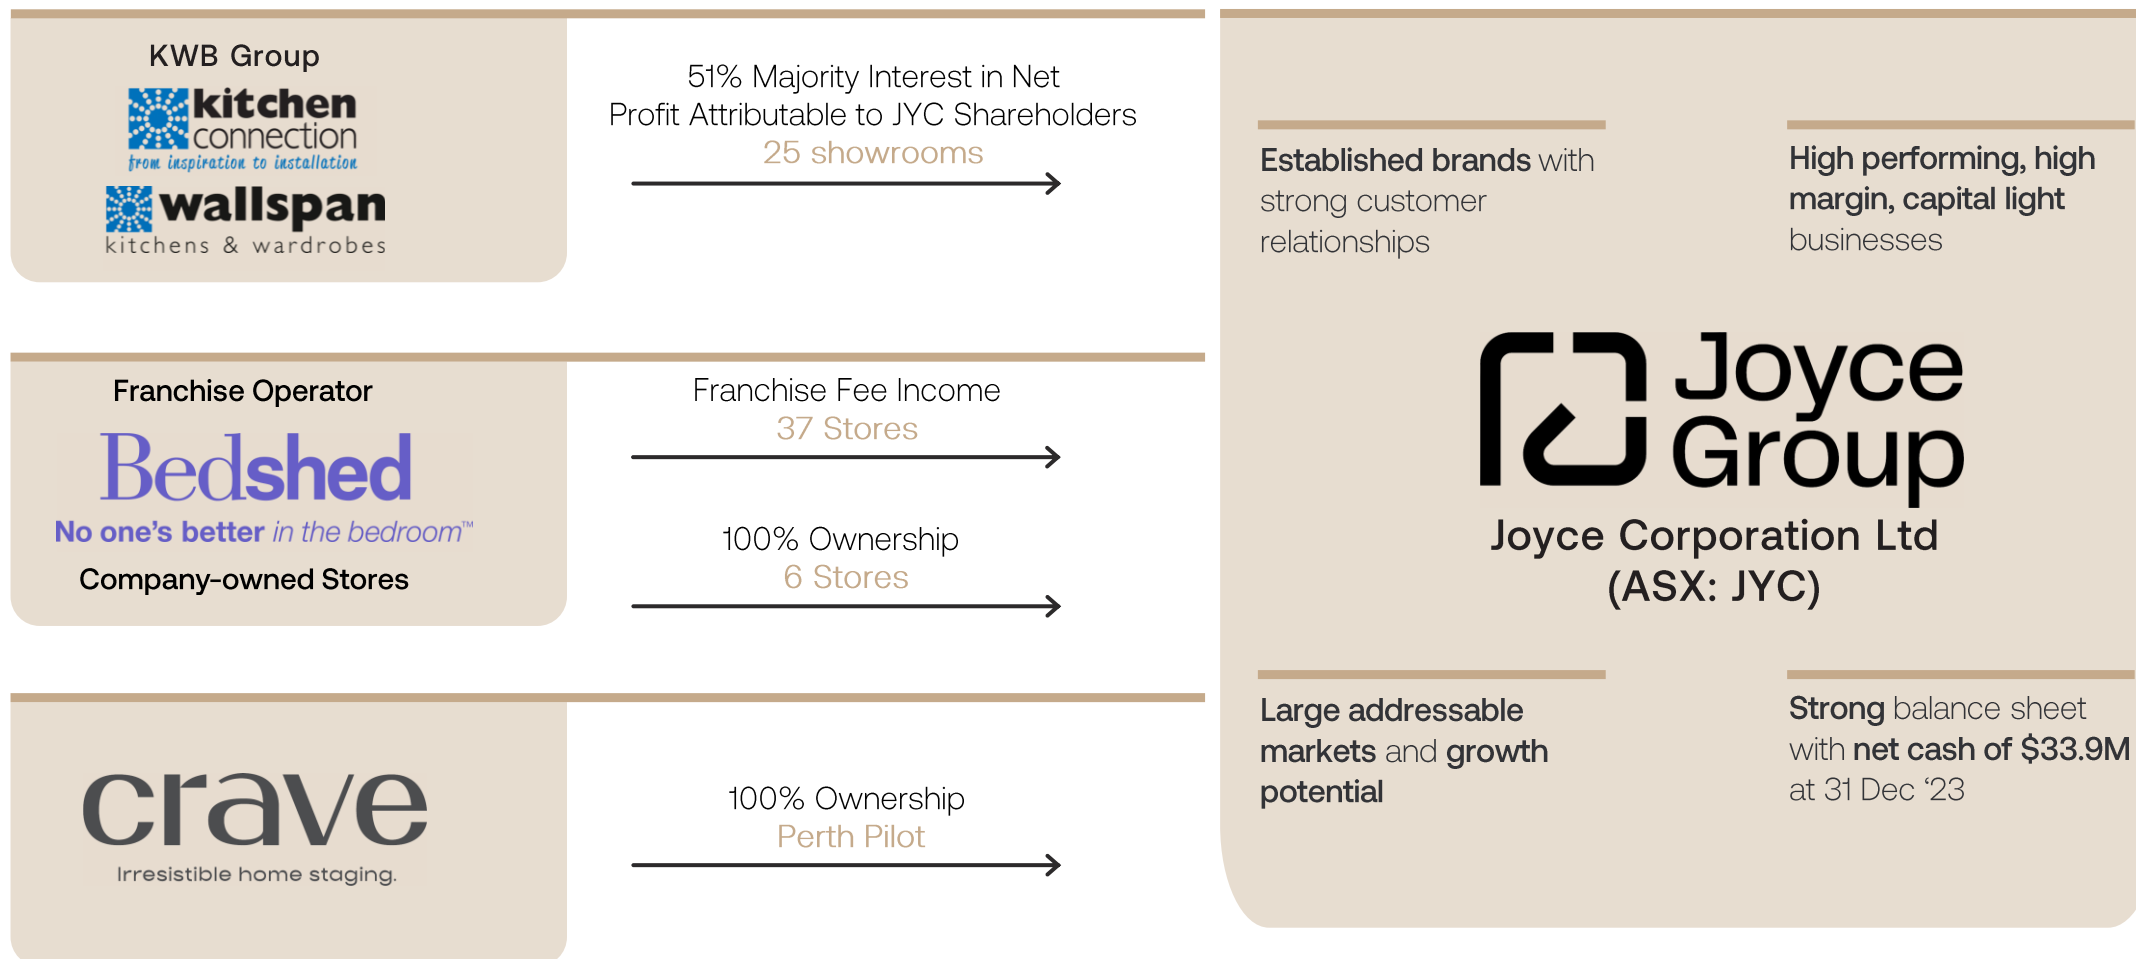 KWB Group
kitchen
connection
from inspiration to installation
wallspan
kitchens & wardrobes
51% Majority Interest in Net
Profit Attributable to JYC Shareholders
25 showrooms
Franchise Operator
Bedshed
No one's better in the bedroom™
Company-owned Stores
Franchise Fee Income
37 Stores
100% Ownership
6 Stores
crave
Irresistible home staging.
100% Ownership
Perth Pilot
Established brands with
strong customer
relationships
High performing, high
margin, capital light
businesses
Joyce
Group
Joyce Corporation Ltd
(ASX: JYC)
Large addressable
markets and growth
potential
Strong balance sheet
with net cash of $33.9M
at 31 Dec ‘23